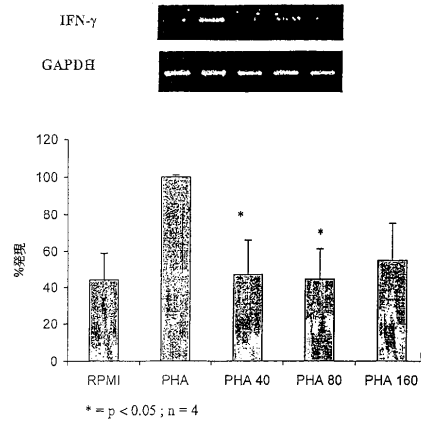 IFN-γ
GAPDH
120
100
80
60
40
20
0
%発現
*
*
RPMI PHA PHA 40 PHA 80 PHA 160
* = p < 0.05 ; n = 4